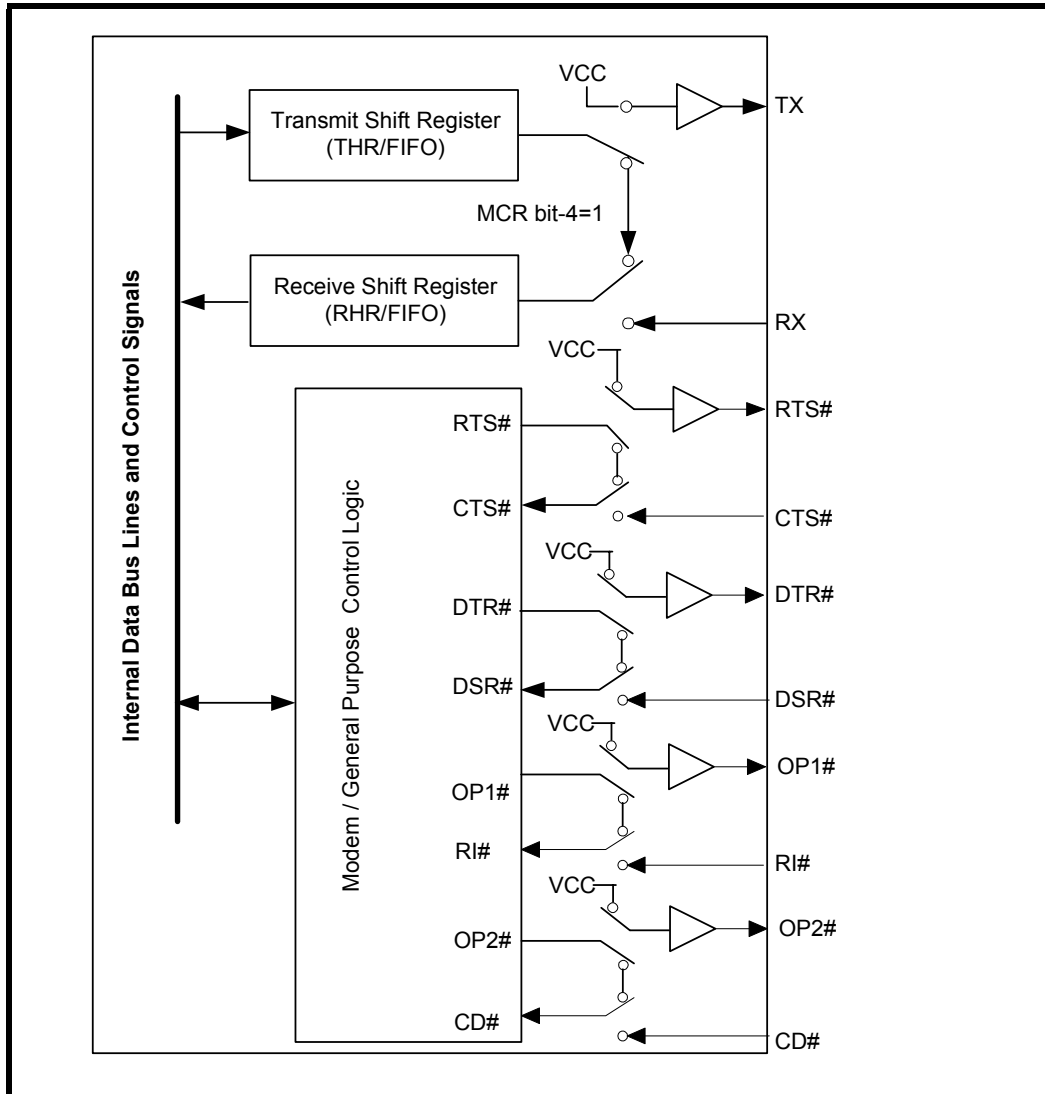 VCC
TX
Transmit Shift Register
(THR/FIFO)
MCR bit-4=1
Receive Shift Register
(RHR/FIFO)
RX
VCC
RTS#
RTS#
CTS#
CTS#
VCC
DTR#
DTR#
DSR#
DSR#
VCC
OP1#
OP1#
RI#
RI#
VCC
OP2#
OP2#
CD#
CD#
Internal Data Bus Lines and Control Signals
Modem / General Purpose Control Logic